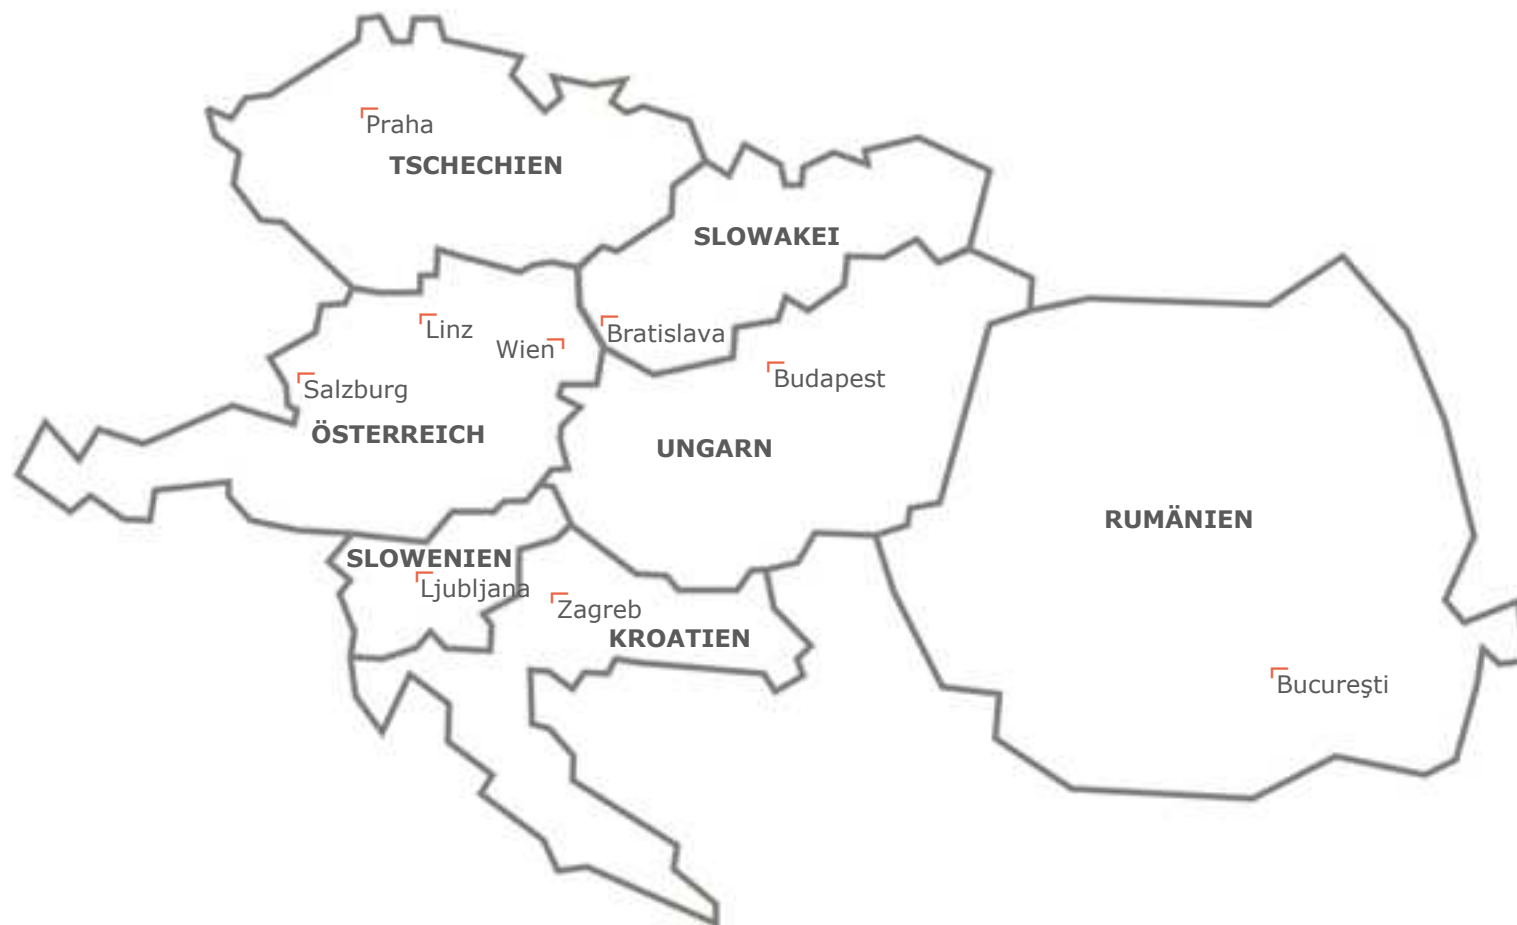 Praha
TSCHECHIEN
SLOWAKEI
Linz
Wien
Bratislava
Salzburg
Budapest
ÖSTERREICH
UNGARN
RUMÄNIEN
SLOWENIEN
Ljubljana
Zagreb
KROATIEN
Bucureşti